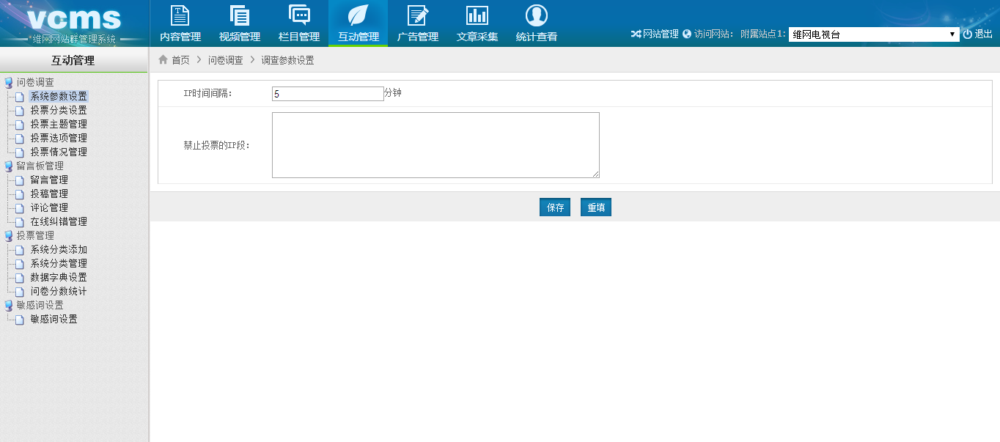 vcms
维网网站群管理系统
内容管理 视频管理 栏目管理 互动管理 广告管理 文章采集 统计查看
网站管理 访问网站: 附属站点1: 维网电视台 退出
互动管理
首页 > 问卷调查 > 调查参数设置
问卷调查
系统参数设置
投票分类设置
投票主题管理
投票选项管理
投票情况管理
留言板管理
留言管理
投稿管理
评论管理
在线纠错管理
投票管理
系统分类添加
系统分类管理
数据字典设置
问卷分数统计
敏感词设置
敏感词设置
IP时间间隔: 5 分钟
禁止投票的IP段:
保存 重填